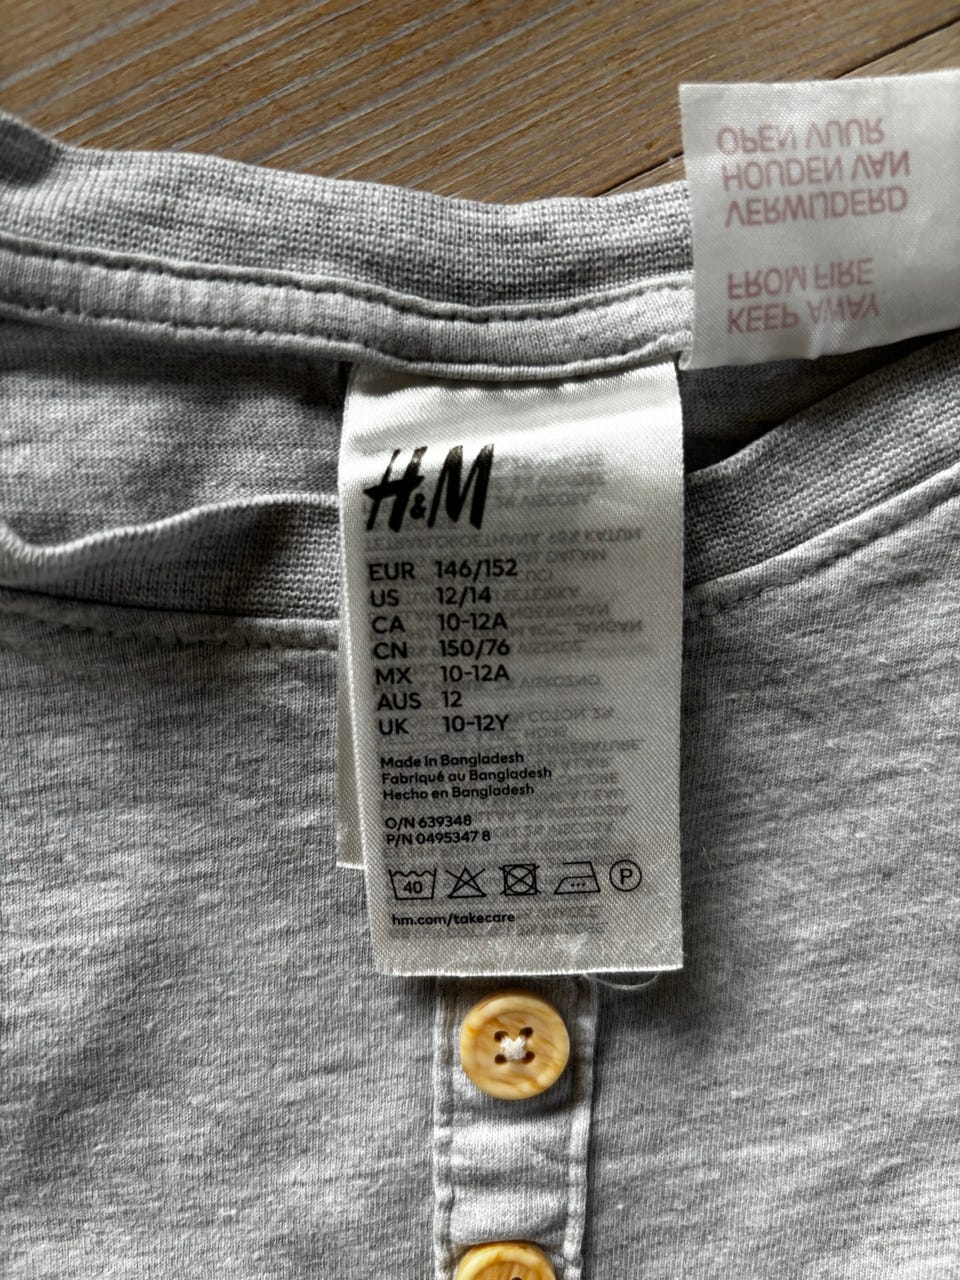 OPEN VUUR
HOUDEN VAN
VERWIJDERD
FROM FIRE
KEEP AWAY
H&M
EUR 146/152
US 12/14
CA 10-12A
CN 150/76
MX 10-12A
AUS 12
UK 10-12Y
Made in Bangladesh
Fabriqué au Bangladesh
Hecho en Bangladesh
O/N 639348
P/N 0495347 8
40 P
hm.com/takecare